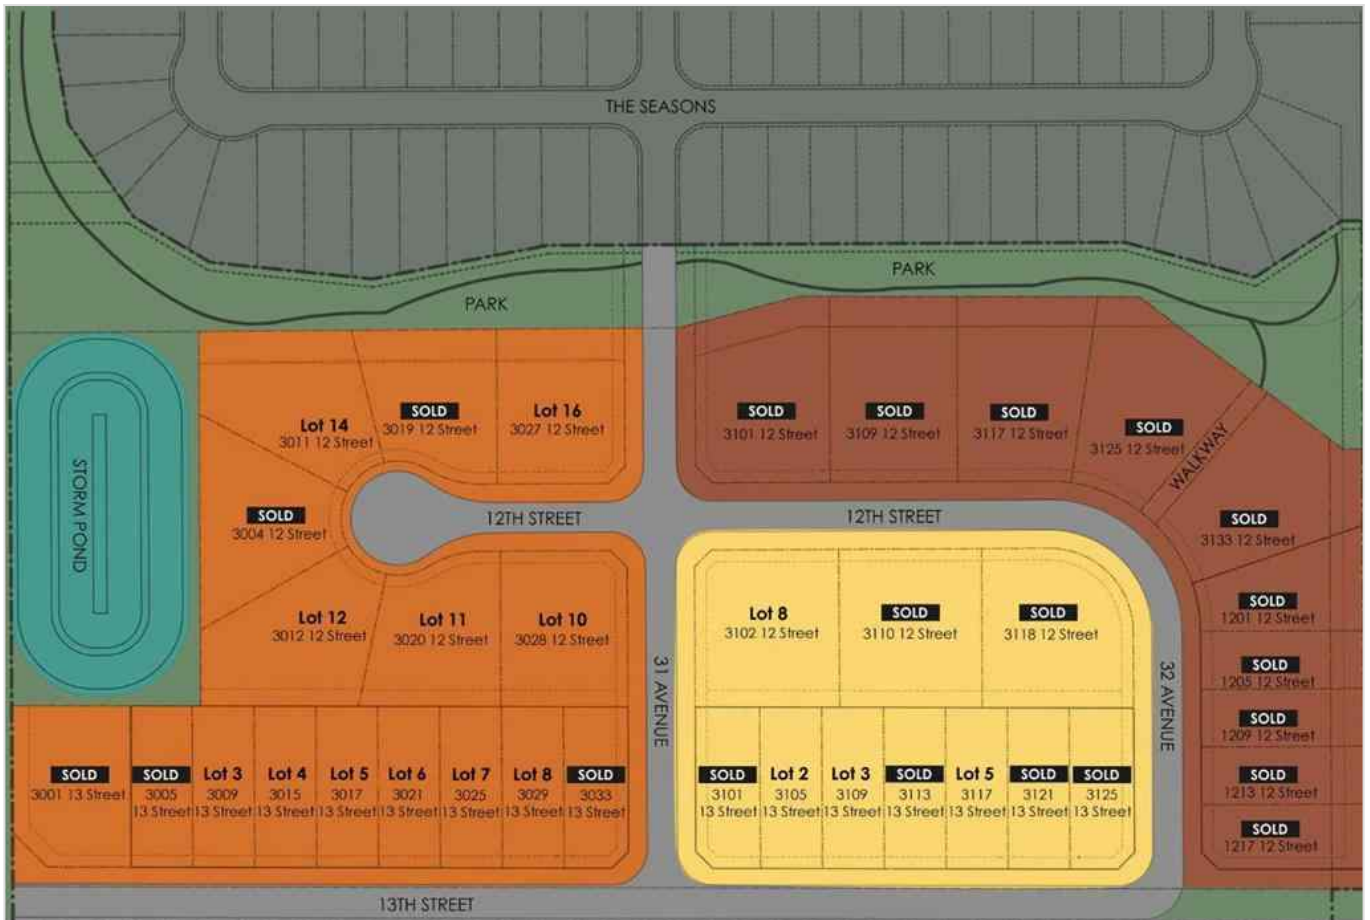 THE SEASONS
PARK
PARK
STORM POND
Lot 14
3011 12 Street
SOLD
3019 12 Street
Lot 16
3027 12 Street
SOLD
3101 12 Street
SOLD
3109 12 Street
SOLD
3117 12 Street
SOLD
3125 12 Street
WALKWAY
SOLD
3004 12 Street
12TH STREET
12TH STREET
SOLD
3133 12 Street
Lot 12
3012 12 Street
Lot 11
3020 12 Street
Lot 10
3028 12 Street
31 AVENUE
Lot 8
3102 12 Street
SOLD
3110 12 Street
SOLD
3118 12 Street
32 AVENUE
SOLD
1201 12 Street
SOLD
1205 12 Street
SOLD
1209 12 Street
SOLD
1213 12 Street
SOLD
1217 12 Street
SOLD
3001 13 Street
SOLD
3005
13 Street
Lot 3
3009
13 Street
Lot 4
3015
13 Street
Lot 5
3017
13 Street
Lot 6
3021
13 Street
Lot 7
3025
13 Street
Lot 8
3029
13 Street
SOLD
3033
13 Street
SOLD
3101
13 Street
Lot 2
3105
13 Street
Lot 3
3109
13 Street
SOLD
3113
13 Street
Lot 5
3117
13 Street
SOLD
3121
13 Street
SOLD
3125
13 Street
13TH STREET